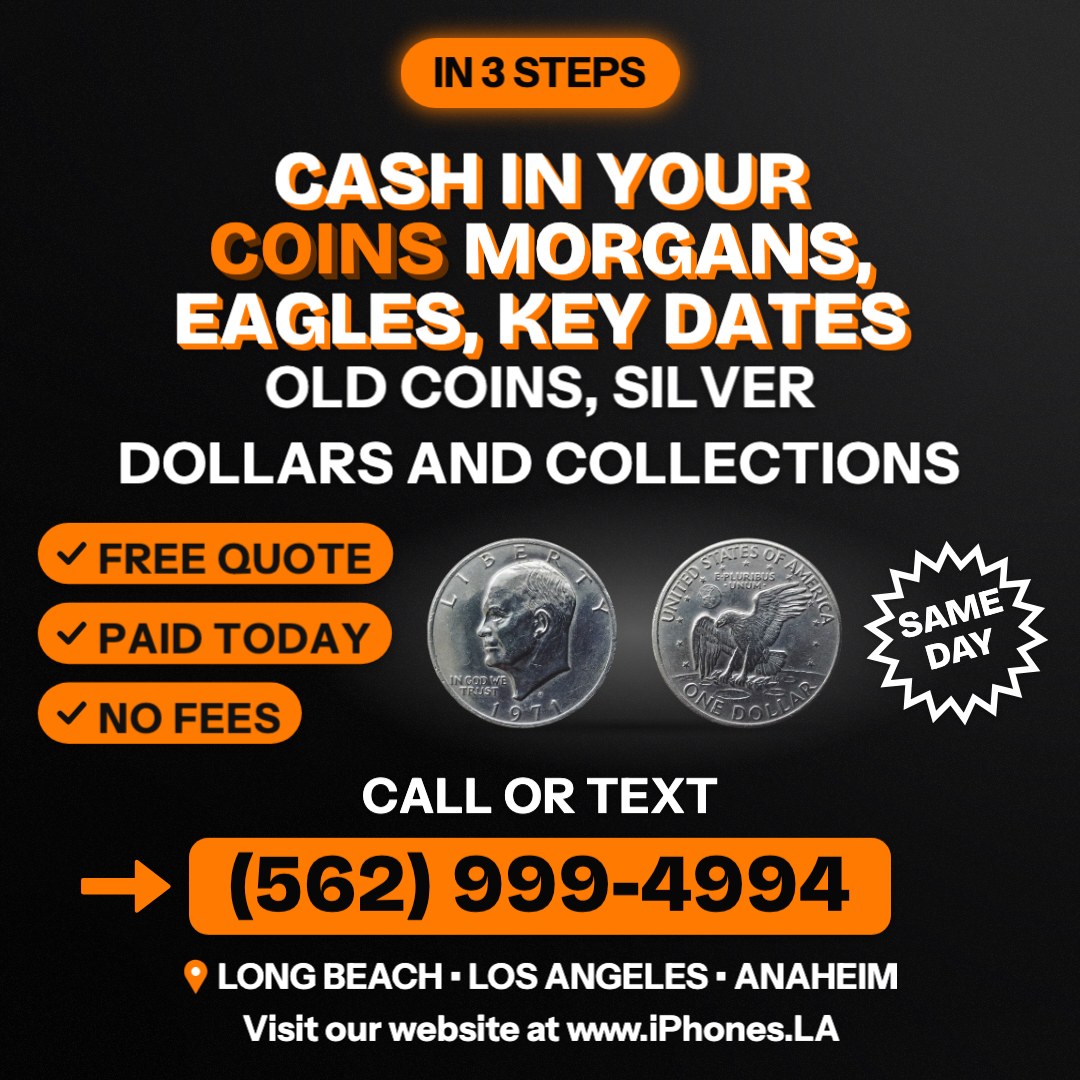 IN 3 STEPS
CASH IN YOUR
COINS MORGANS,
EAGLES, KEY DATES
OLD COINS, SILVER
DOLLARS AND COLLECTIONS
✓ FREE QUOTE
✓ PAID TODAY
✓ NO FEES
LIBERTY
IN GOD WE
TRUST
1971
UNITED STATES OF AMERICA
E·PLURIBUS
UNUM
ONE DOLLAR
SAME
DAY
CALL OR TEXT
(562) 999-4994
LONG BEACH · LOS ANGELES · ANAHEIM
Visit our website at www.iPhones.LA